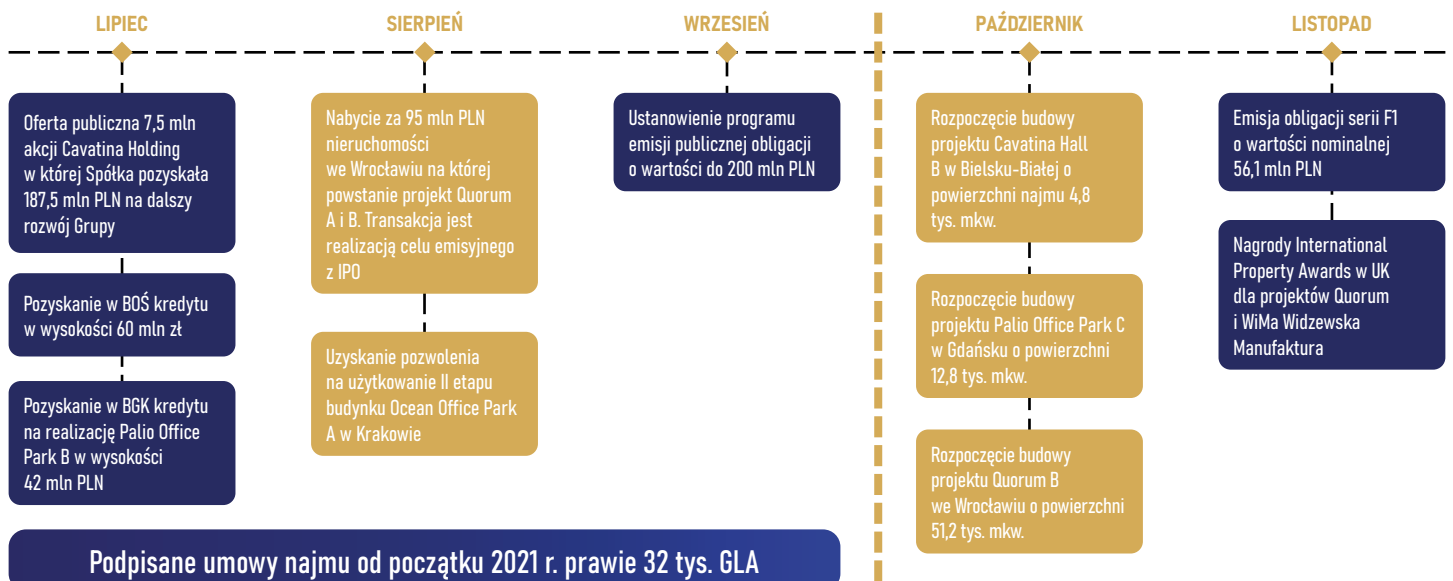 LIPIEC
Oferta publiczna 7,5 mln
akcji Cavatina Holding
w której Spółka pozyskała
187,5 mln PLN na dalszy
rozwój Grupy
Pozyskanie w BOŚ kredytu
w wysokości 60 mln zł
Pozyskanie w BGK kredytu
na realizację Palio Office
Park B w wysokości
42 mln PLN
SIERPIEŃ
Nabycie za 95 mln PLN
nieruchomości
we Wrocławiu na której
powstanie projekt Quorum
A i B. Transakcja jest
realizacją celu emisyjnego
z IPO
Uzyskanie pozwolenia
na użytkowanie II etapu
budynku Ocean Office Park
A w Krakowie
WRZESIEŃ
Ustanowienie programu
emisji publicznej obligacji
o wartości do 200 mln PLN
Podpisane umowy najmu od początku 2021 r. prawie 32 tys. GLA
PAŹDZIERNIK
Rozpoczęcie budowy
projektu Cavatina Hall
B w Bielsku-Białej o
powierzchni najmu 4,8
tys. mkw.
Rozpoczęcie budowy
projektu Palio Office Park C
w Gdańsku o powierzchni
12,8 tys. mkw.
Rozpoczęcie budowy
projektu Quorum B
we Wrocławiu o powierzchni
51,2 tys. mkw.
LISTOPAD
Emisja obligacji serii F1
o wartości nominalnej
56,1 mln PLN
Nagrody International
Property Awards w UK
dla projektów Quorum
i WiMa Widzewska
Manufaktura